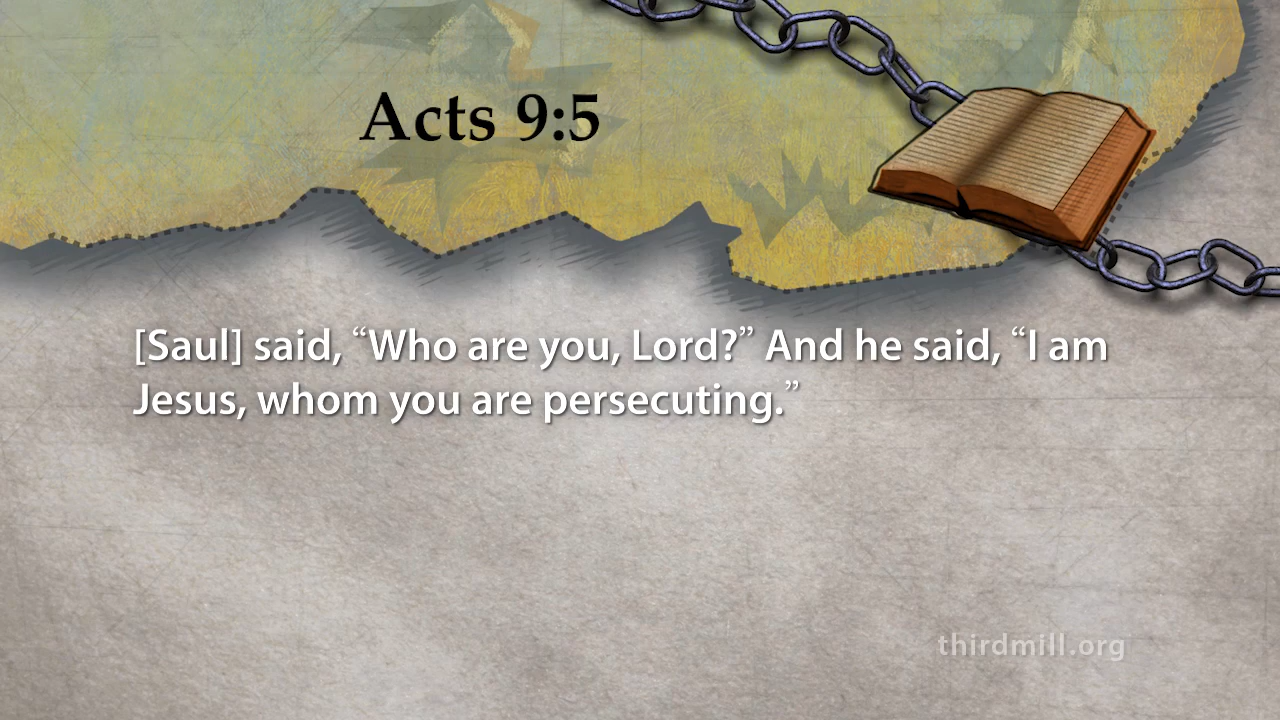 Acts 9:5
[Saul] said, “Who are you, Lord?” And he said, “I am
Jesus, whom you are persecuting.”
thirdmill.org